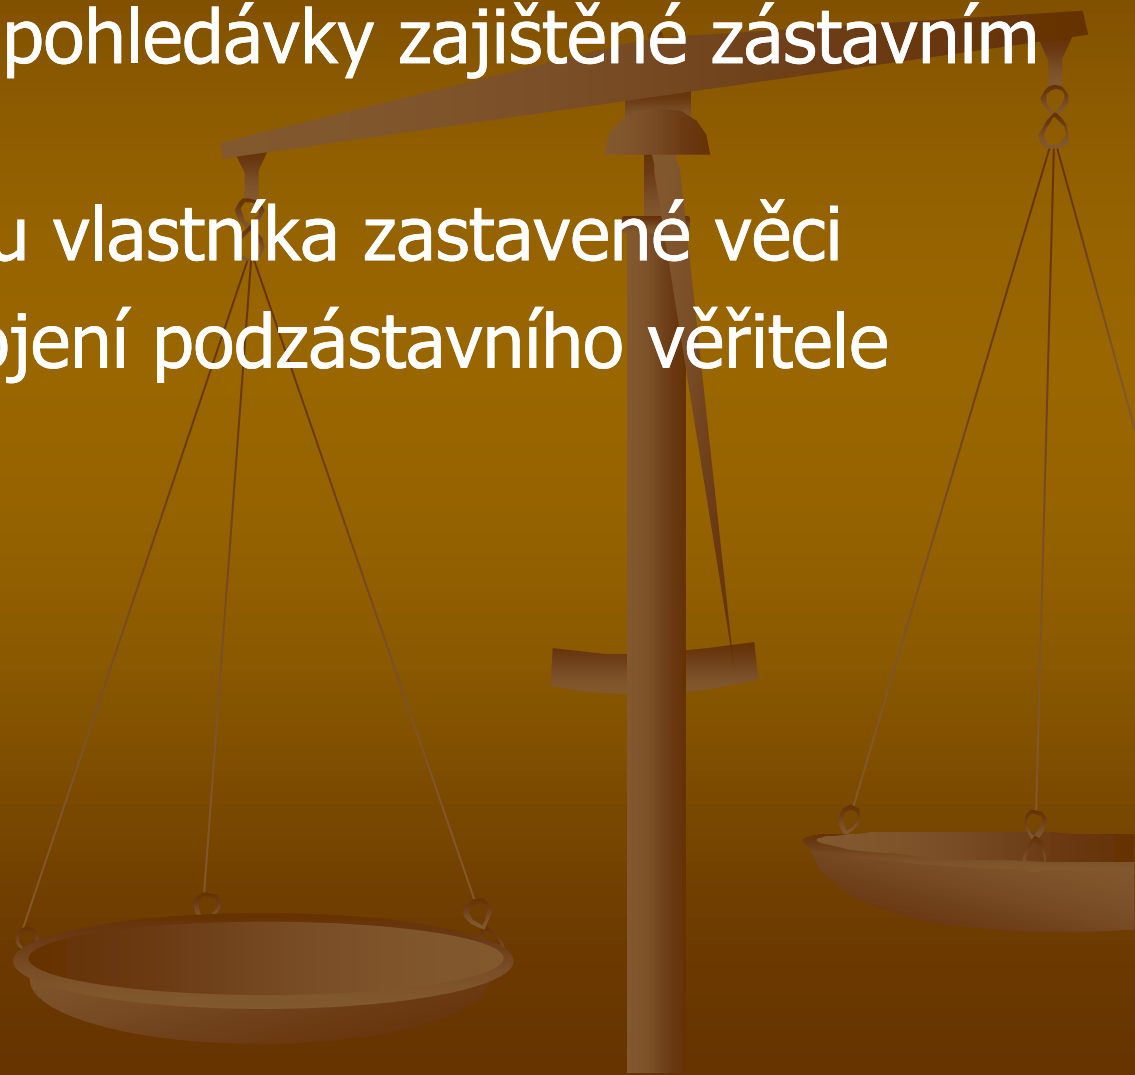 pohledávky zajištěné zástavním
u vlastníka zastavené věci
ojení podzástavního věřitele